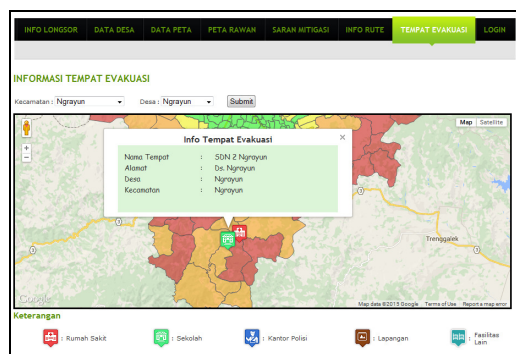 INFO LONGSOR DATA DESA DATA PETA PETA RAWAN SARAN MITIGASI INFO RUTE TEMPAT EVAKUASI LOGIN
INFORMASI TEMPAT EVAKUASI
Kecamatan : Ngrayun Desa : Ngrayun Submit
Map Satellite
Info Tempat Evakuasi
Nama Tempat : SDN 2 Ngrayun
Alamat : Ds. Ngrayun
Desa : Ngrayun
Kecamatan : Ngrayun
3
3
3
Trenggalek
Google
Map data ©2015 Google Terms of Use Report a map error
Keterangan
: Rumah Sakit : Sekolah : Kantor Polisi : Lapangan : Fasilitas Lain